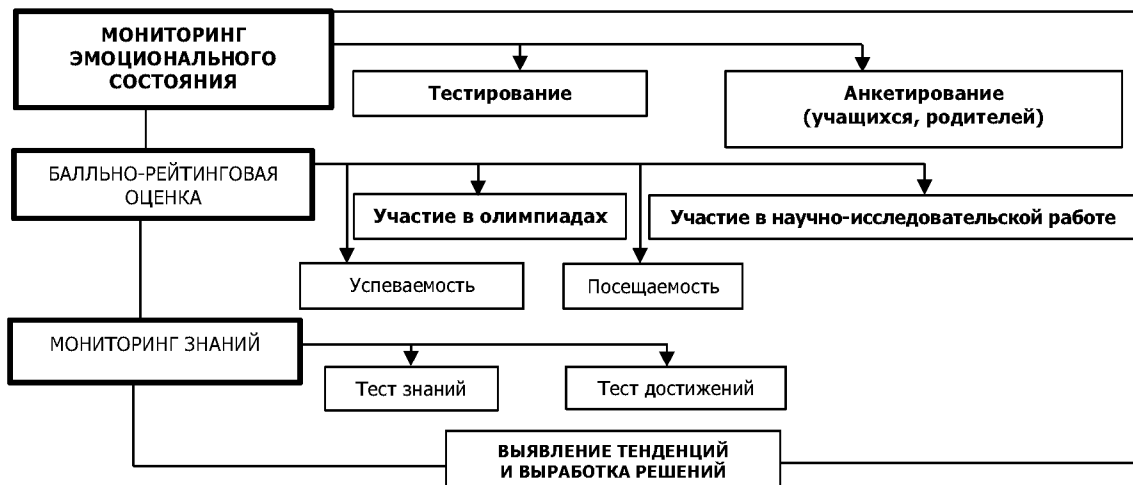 МОНИТОРИНГ
ЭМОЦИОНАЛЬНОГО
СОСТОЯНИЯ
Тестирование
Анкетирование
(учащихся, родителей)
БАЛЛЬНО-РЕЙТИНГОВАЯ
ОЦЕНКА
Участие в олимпиадах
Участие в научно-исследовательской работе
Успеваемость
Посещаемость
МОНИТОРИНГ ЗНАНИЙ
Тест знаний
Тест достижений
ВЫЯВЛЕНИЕ ТЕНДЕНЦИЙ
И ВЫРАБОТКА РЕШЕНИЙ